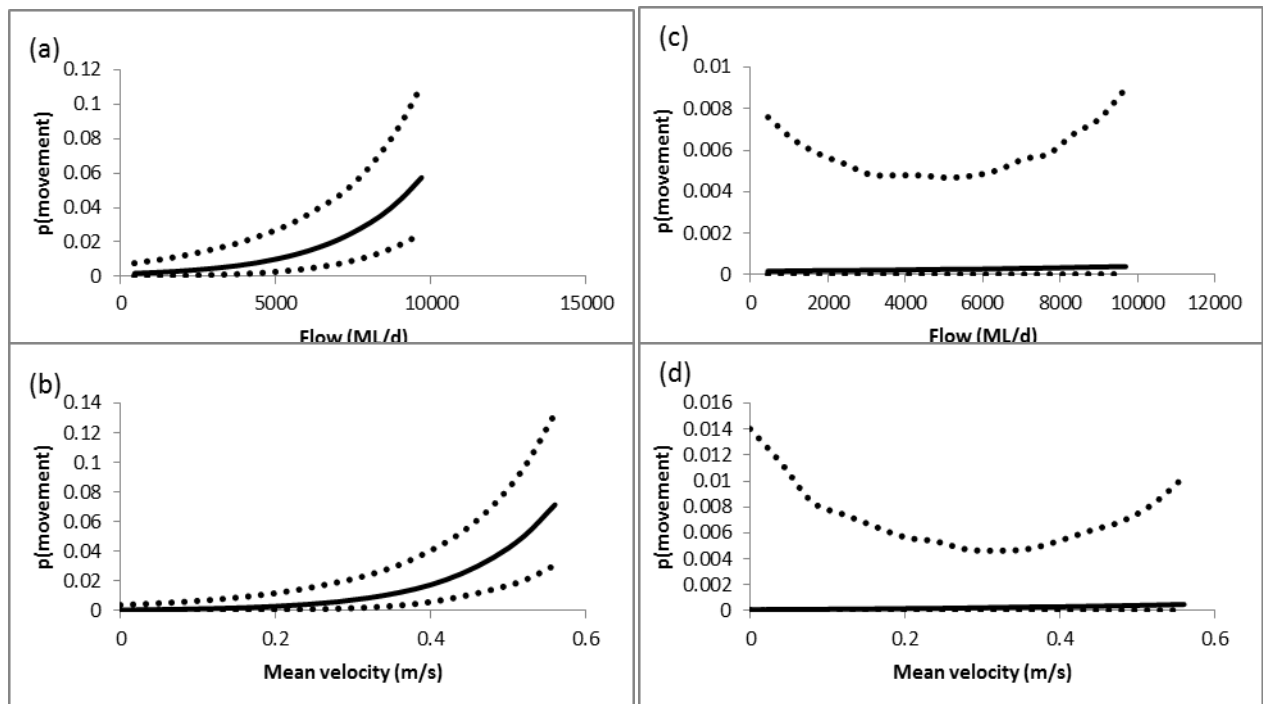 (a)
p(movement)
0.12
0.1
0.08
0.06
0.04
0.02
0
0 5000 10000 15000
Flow (ML/d)
(b)
p(movement)
0.14
0.12
0.1
0.08
0.06
0.04
0.02
0
0 0.2 0.4 0.6
Mean velocity (m/s)
(c)
p(movement)
0.01
0.008
0.006
0.004
0.002
0
0 2000 4000 6000 8000 10000 12000
Flow (ML/d)
(d)
p(movement)
0.016
0.014
0.012
0.01
0.008
0.006
0.004
0.002
0
0 0.2 0.4 0.6
Mean velocity (m/s)